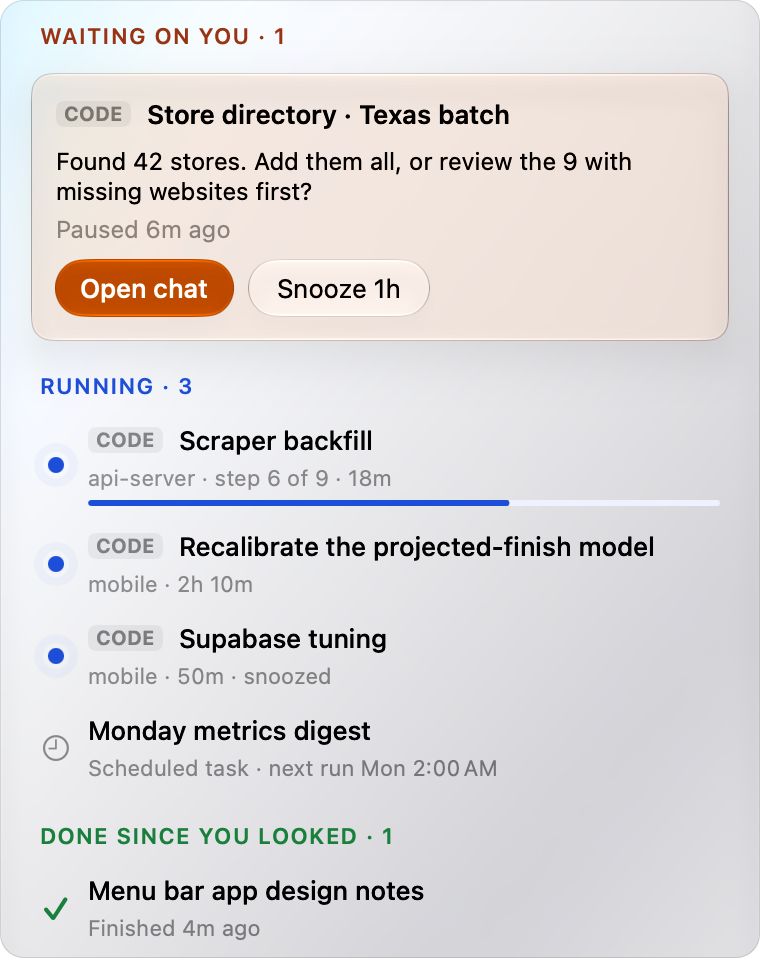 WAITING ON YOU · 1
CODE Store directory · Texas batch
Found 42 stores. Add them all, or review the 9 with
missing websites first?
Paused 6m ago
Open chat Snooze 1h
RUNNING · 3
CODE Scraper backfill
api-server · step 6 of 9 · 18m
CODE Recalibrate the projected-finish model
mobile · 2h 10m
CODE Supabase tuning
mobile · 50m · snoozed
Monday metrics digest
Scheduled task · next run Mon 2:00 AM
DONE SINCE YOU LOOKED · 1
Menu bar app design notes
Finished 4m ago